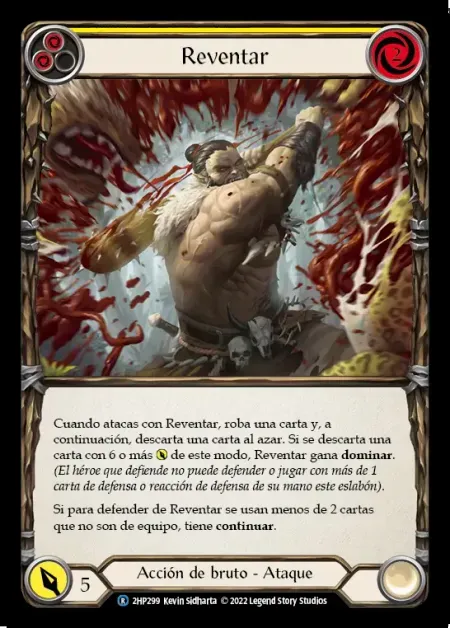 Reventar
2
Cuando atacas con Reventar, roba una carta y, a
continuación, descarta una carta al azar. Si se descarta una
carta con 6 o más de este modo, Reventar gana dominar.
(El héroe que defiende no puede defender o jugar con más de 1
carta de defensa o reacción de defensa de su mano este eslabón).
Si para defender de Reventar se usan menos de 2 cartas
que no son de equipo, tiene continuar.
5
Acción de bruto - Ataque
R 2HP299 Kevin Sidharta © 2022 Legend Story Studios